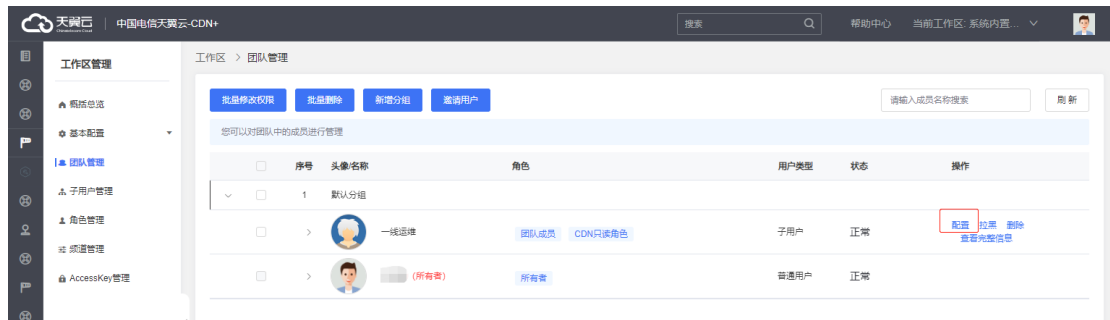 天翼云 中国电信天翼云-CDN+ 搜索 帮助中心 当前工作区: 系统内置...
工作区管理
概括总览
基本配置
团队管理
子用户管理
角色管理
频道管理
AccessKey管理
工作区 > 团队管理
批量修改权限 批量删除 新增分组 邀请用户 请输入成员名称搜索 刷新
您可以对团队中的成员进行管理
序号 头像/名称 角色 用户类型 状态 操作
1 默认分组
一线运维 团队成员 CDN只读角色 子用户 正常 配置 拉黑 删除
查看完整信息
(所有者) 所有者 普通用户 正常